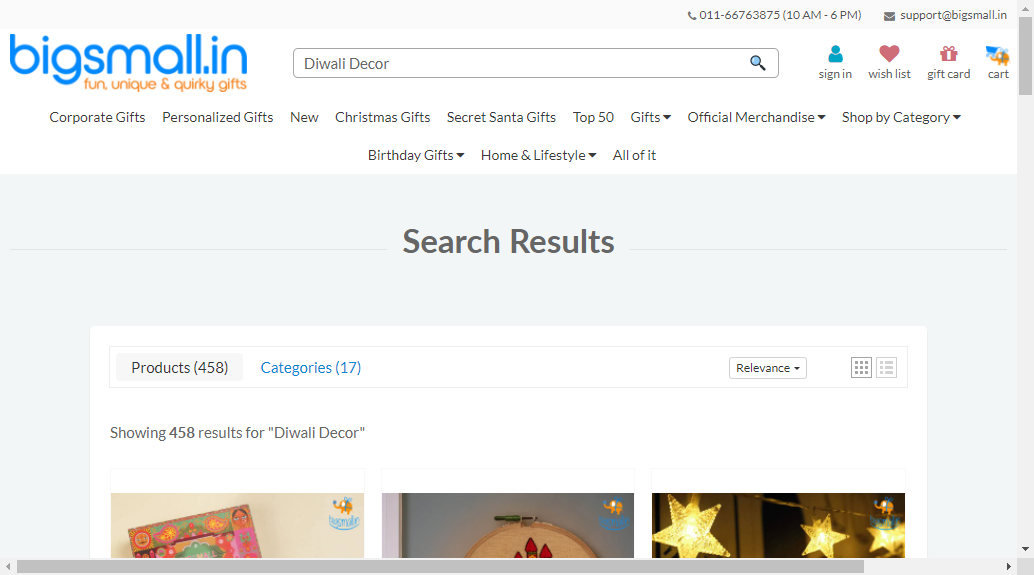 011-66763875 (10 AM - 6 PM) support@bigsmall.in
bigsmall.in
fun, unique & quirky gifts
Diwali Decor
sign in wish list gift card cart
Corporate Gifts Personalized Gifts New Christmas Gifts Secret Santa Gifts Top 50 Gifts Official Merchandise Shop by Category
Birthday Gifts Home & Lifestyle All of it
Search Results
Products (458) Categories (17) Relevance
Showing 458 results for "Diwali Decor"
bigsmall.in